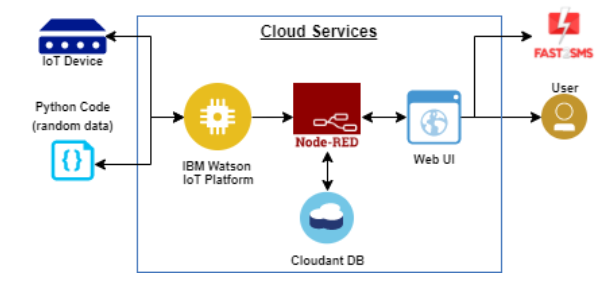 Cloud Services
FAST2SMS
IoT Device
User
Python Code
(random data)
{}
Node-RED
Web UI
IBM Watson
IoT Platform
Cloudant DB